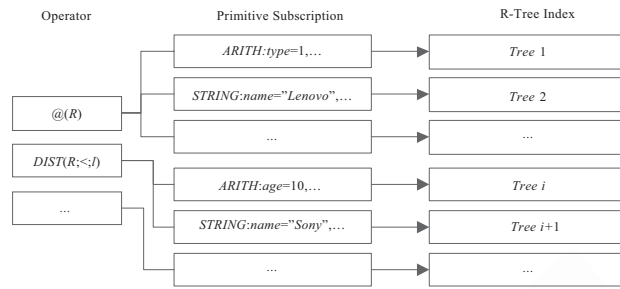 Operator Primitive Subscription R-Tree Index
ARITH:type=1,… Tree 1
STRING:name=”Lenovo”,… Tree 2
@(R)
... ...
DIST(R;<;l)
ARITH:age=10,… Tree i
...
STRING:name=”Sony”,… Tree i+1
... ...